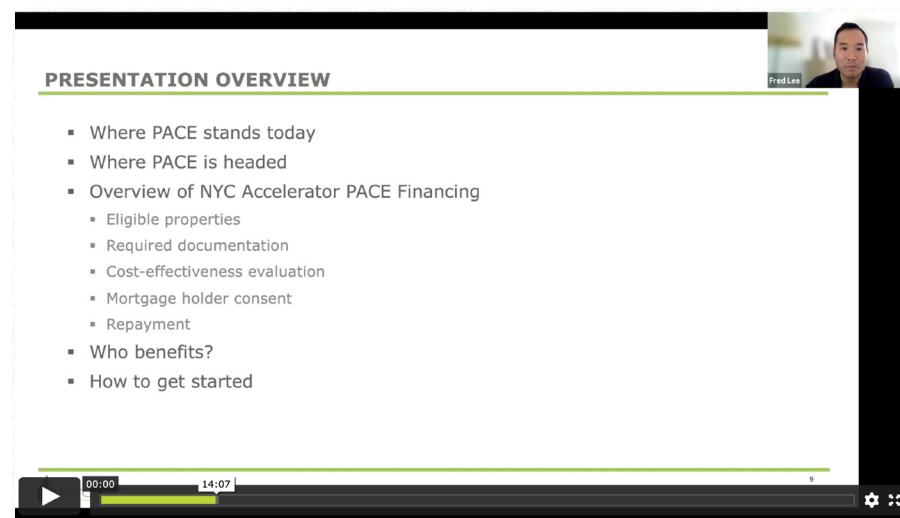 Fred Lee
PRESENTATION OVERVIEW
▪ Where PACE stands today
▪ Where PACE is headed
▪ Overview of NYC Accelerator PACE Financing
▪ Eligible properties
▪ Required documentation
▪ Cost-effectiveness evaluation
▪ Mortgage holder consent
▪ Repayment
▪ Who benefits?
▪ How to get started
9
00:00
14:07